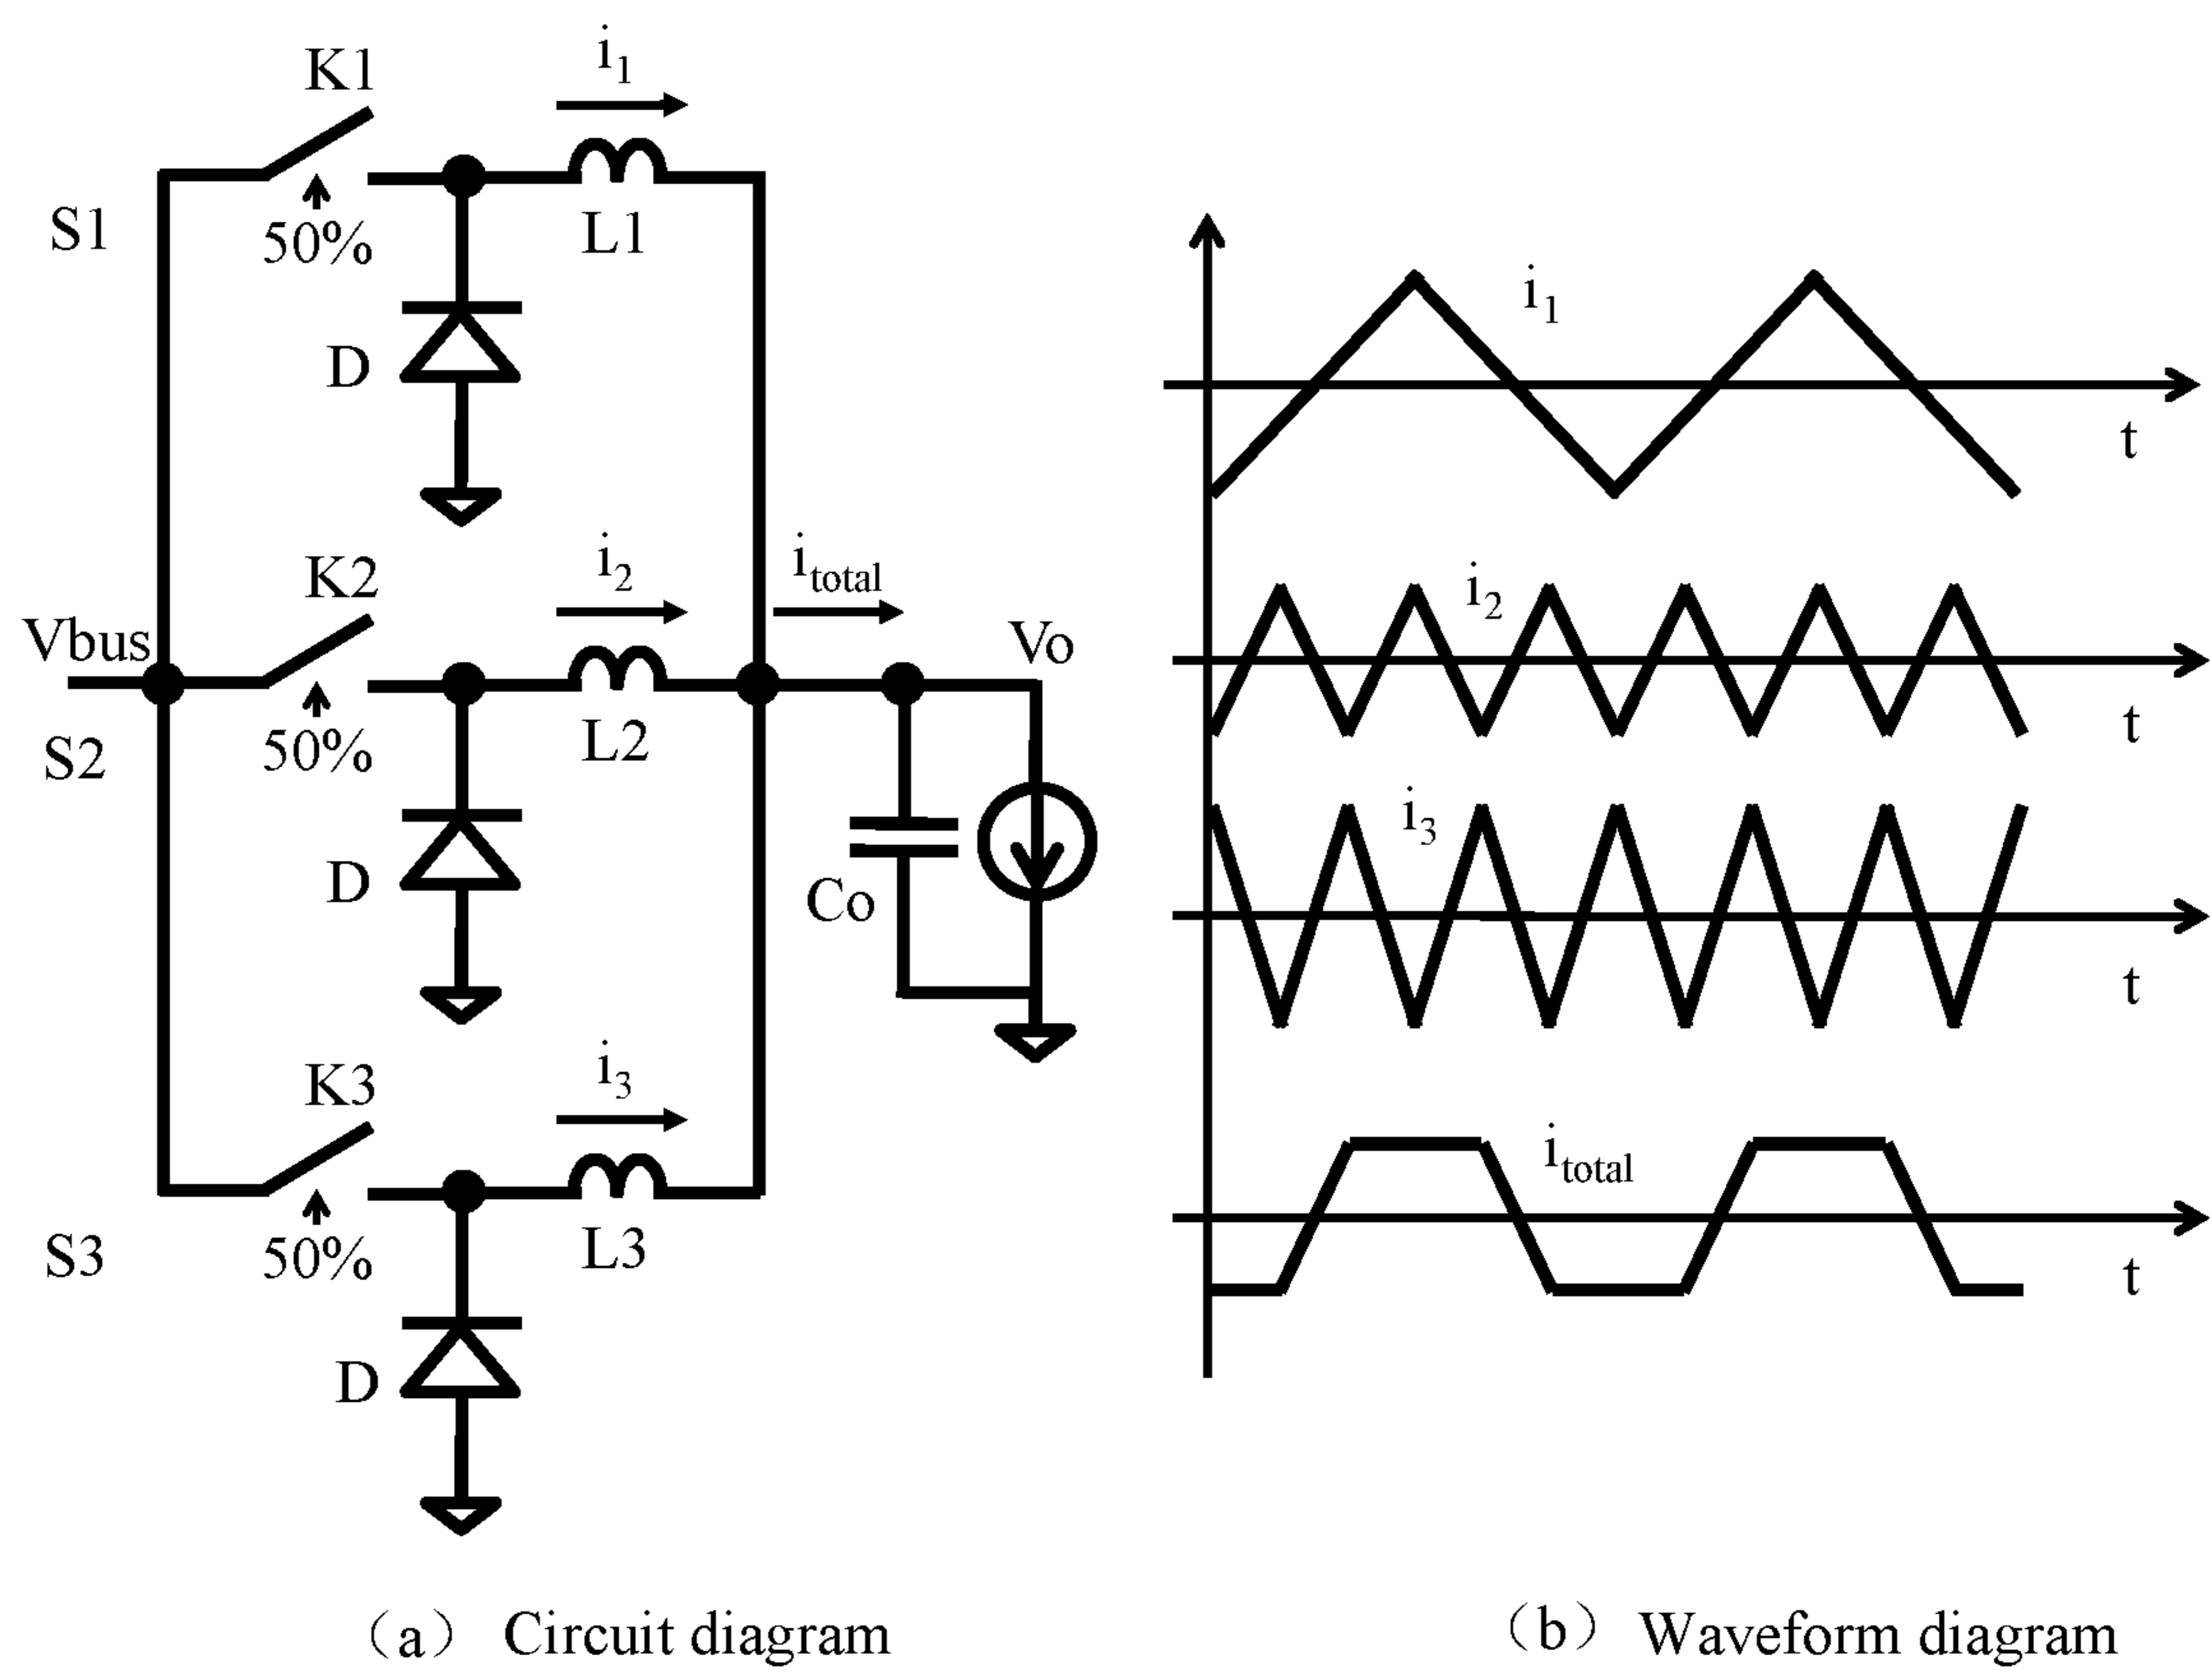 K1
i1
S1
50%
L1
D
K2
i2
itotal
Vbus
Vo
S2
50%
L2
D
Co
K3
i3
S3
50%
L3
D
(a) Circuit diagram
i1
t
i2
t
i3
t
itotal
t
(b) Waveform diagram